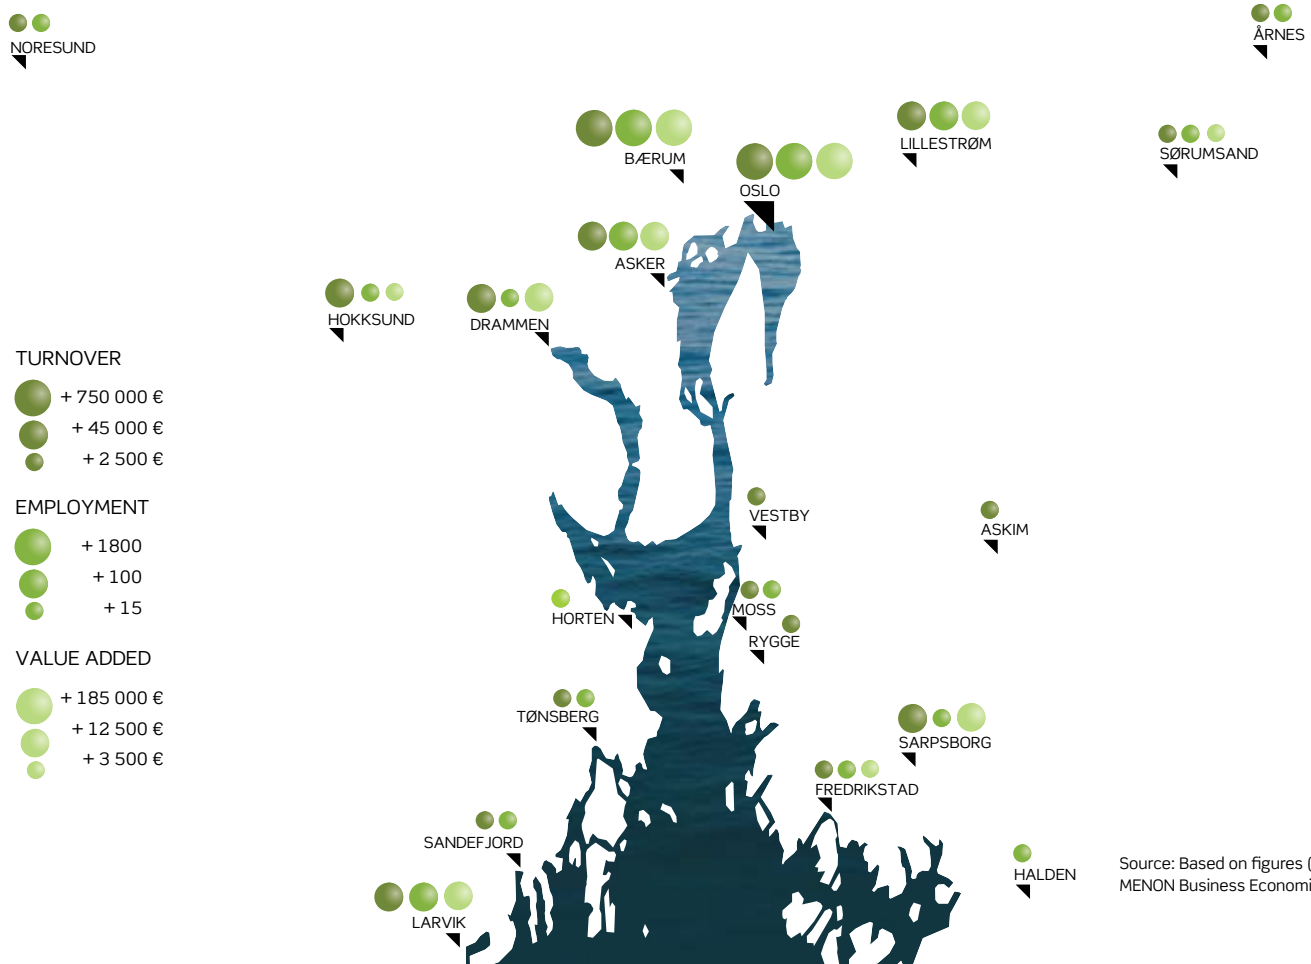 NORESUND
ÅRNES
BÆRUM
LILLESTRØM
SØRUMSAND
OSLO
ASKER
HOKKSUND
DRAMMEN
TURNOVER
+ 750 000 €
+ 45 000 €
+ 2 500 €
EMPLOYMENT
+ 1800
+ 100
+ 15
VALUE ADDED
+ 185 000 €
+ 12 500 €
+ 3 500 €
VESTBY
ASKIM
HORTEN
MOSS
RYGGE
TØNSBERG
SARPSBORG
FREDRIKSTAD
SANDEFJORD
HALDEN
LARVIK
Source: Based on figures (
MENON Business Economi